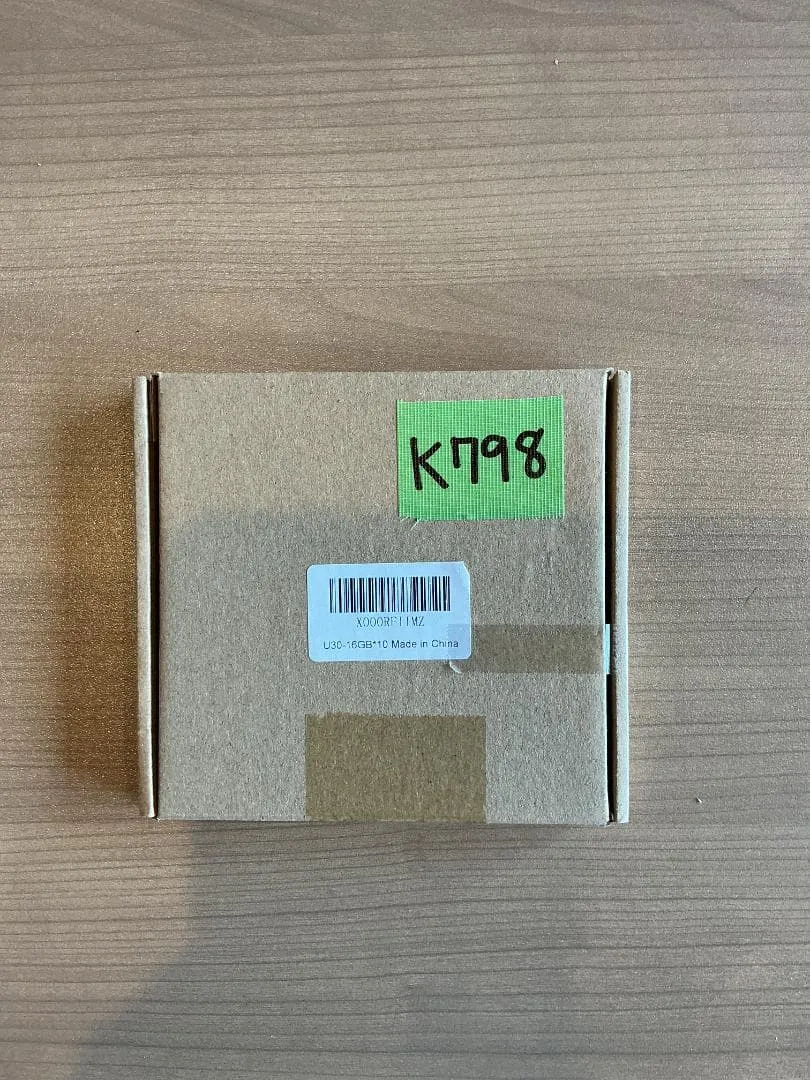 K798
X000RF11MZ
U30-16GB*10 Made in China